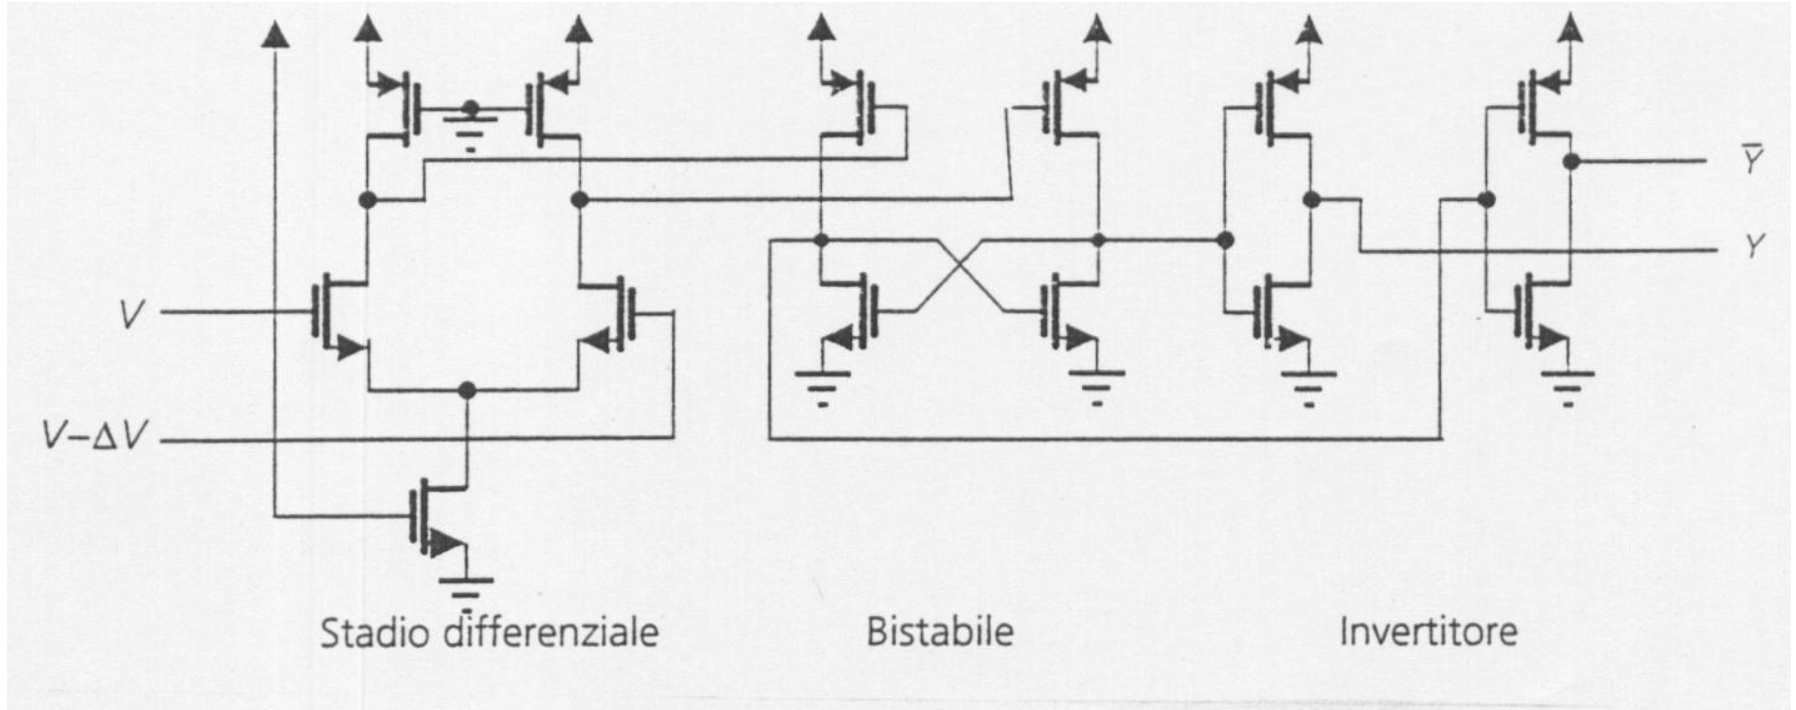 Y̅
Y
V
V−ΔV
Stadio differenziale
Bistabile
Invertitore